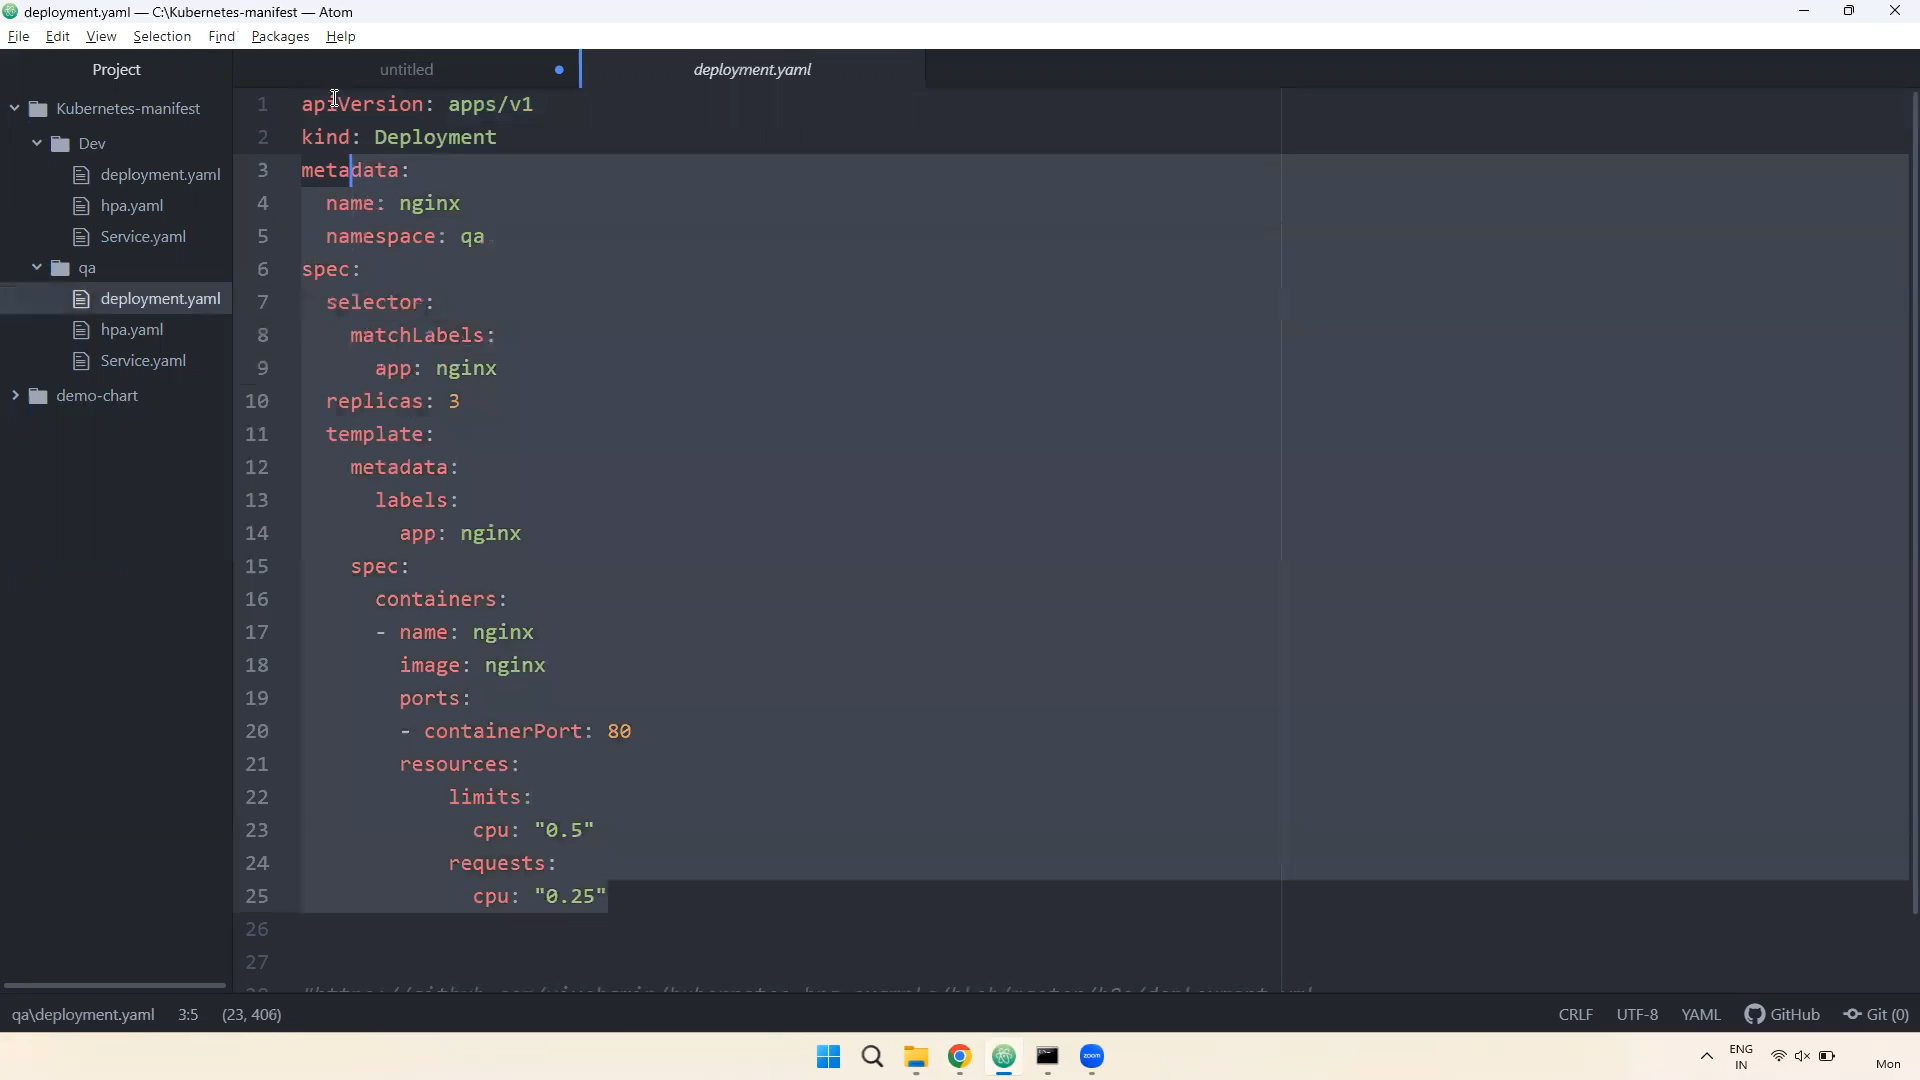 deployment.yaml — C:\Kubernetes-manifest — Atom
File Edit View Selection Find Packages Help
Project
untitled
deployment.yaml
Kubernetes-manifest
Dev
deployment.yaml
hpa.yaml
Service.yaml
qa
deployment.yaml
hpa.yaml
Service.yaml
demo-chart
1 apiVersion: apps/v1
2 kind: Deployment
3 metadata:
4 name: nginx
5 namespace: qa
6 spec:
7 selector:
8 matchLabels:
9 app: nginx
10 replicas: 3
11 template:
12 metadata:
13 labels:
14 app: nginx
15 spec:
16 containers:
17 - name: nginx
18 image: nginx
19 ports:
20 - containerPort: 80
21 resources:
22 limits:
23 cpu: "0.5"
24 requests:
25 cpu: "0.25"
26
27
qa\deployment.yaml 3:5 (23, 406)
CRLF UTF-8 YAML GitHub Git (0)
zoom
ENG
IN
Mon